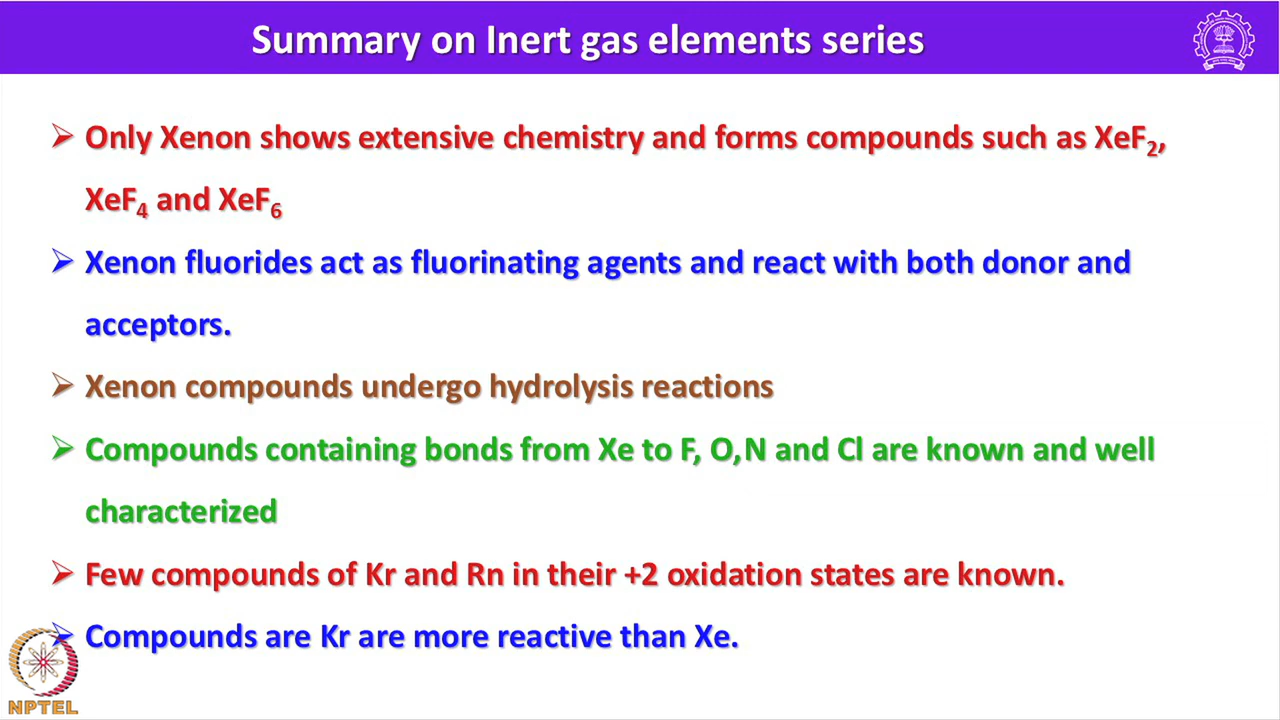 Summary on Inert gas elements series
➢ Only Xenon shows extensive chemistry and forms compounds such as XeF₂,
XeF₄ and XeF₆
➢ Xenon fluorides act as fluorinating agents and react with both donor and
acceptors.
➢ Xenon compounds undergo hydrolysis reactions
➢ Compounds containing bonds from Xe to F, O,N and Cl are known and well
characterized
➢ Few compounds of Kr and Rn in their +2 oxidation states are known.
➢ Compounds are Kr are more reactive than Xe.
NPTEL